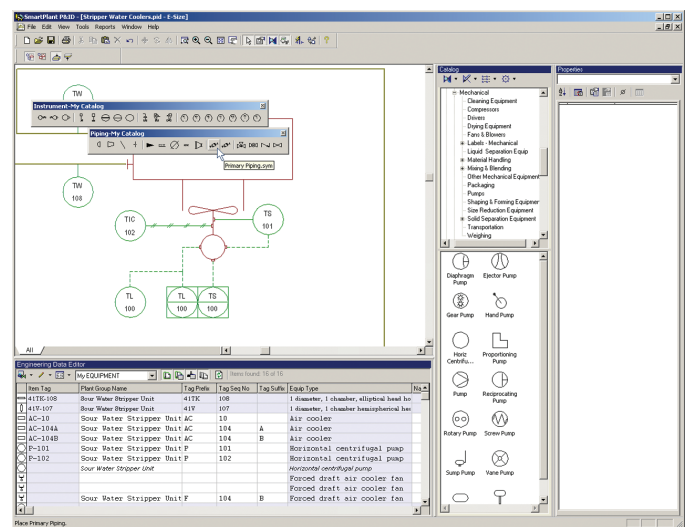 SmartPlant P&ID - [Stripper Water Coolers.pid - E-Size]
File Edit View Tools Reports Window Help
TW
Instrument-My Catalog
Piping-My Catalog
Primary Piping.sym
TW
108
TIC
102
TS
101
TL
100
TL
100
TS
100
All
Catalog
Mechanical
Cleaning Equipment
Compressors
Drivers
Drying Equipment
Fans & Blowers
Labels - Mechanical
Liquid Separation Equip
Material Handling
Mixing & Blending
Other Mechanical Equipment
Packaging
Pumps
Shaping & Forming Equipmen
Size Reduction Equipment
Solid Separation Equipment
Transportation
Weighing
Diaphragm Pump
Ejector Pump
Gear Pump
Hand Pump
Horiz Centrifu...
Proportioning Pump
Pump
Reciprocating Pump
Rotary Pump
Screw Pump
Sump Pump
Vane Pump
Properties
Engineering Data Editor
My EQUIPMENT
Items found: 16 of 16
Item Tag Plant Group Name Tag Prefix Tag Seq No Tag Suffix Equip Type Na
41TK-108 Sour Water Stripper Unit 41TK 108 1 diameter, 1 chamber, elliptical head ho
41V-107 Sour Water Stripper Unit 41V 107 1 diameter, 1 chamber hemispherical hea
AC-10 Sour Water Stripper Unit AC 10 Air cooler
AC-104A Sour Water Stripper Unit AC 104 A Air cooler
AC-104B Sour Water Stripper Unit AC 104 B Air cooler
P-101 Sour Water Stripper Unit P 101 Horizontal centrifugal pump
P-102 Sour Water Stripper Unit P 102 Horizontal centrifugal pump
Sour Water Stripper Unit Horizontal centrifugal pump
Forced draft air cooler fan
Forced draft air cooler fan
Sour Water Stripper Unit F 104 B Forced draft air cooler fan
Place Primary Piping.